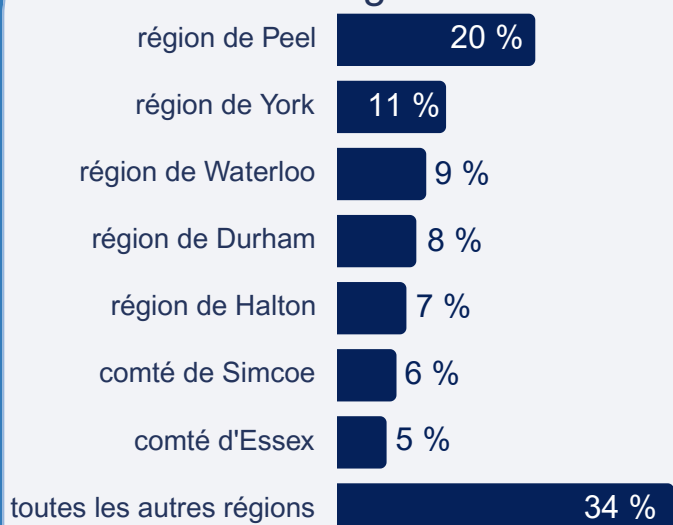 région de Peel 20 %
région de York 11 %
région de Waterloo 9 %
région de Durham 8 %
région de Halton 7 %
comté de Simcoe 6 %
comté d'Essex 5 %
toutes les autres régions 34 %